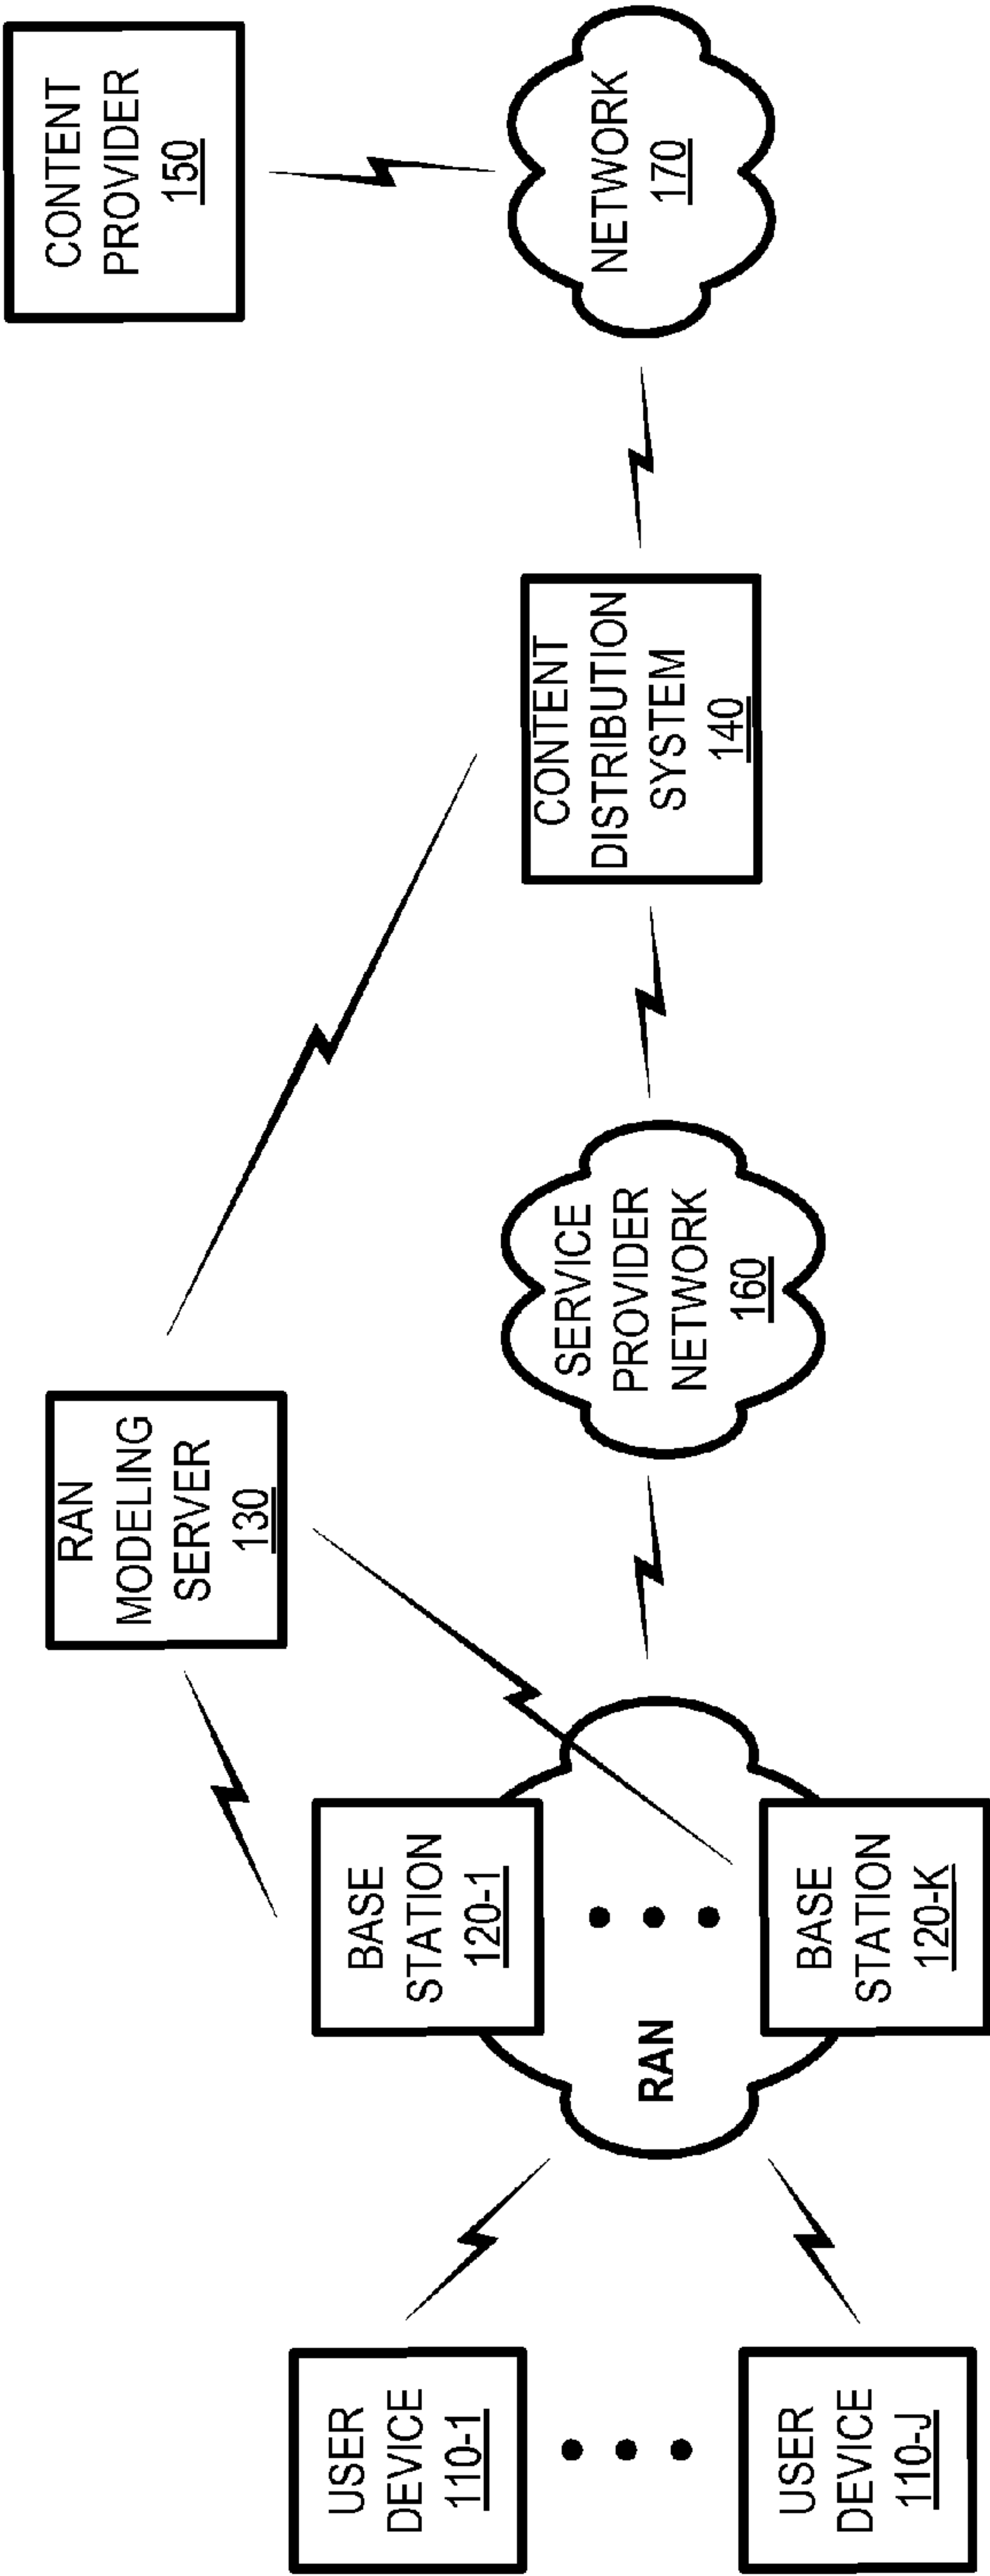 USER
DEVICE
110-1
USER
DEVICE
110-J
BASE
STATION
120-1
RAN
BASE
STATION
120-K
RAN
MODELING
SERVER
130
SERVICE
PROVIDER
NETWORK
160
CONTENT
DISTRIBUTION
SYSTEM
140
NETWORK
170
CONTENT
PROVIDER
150